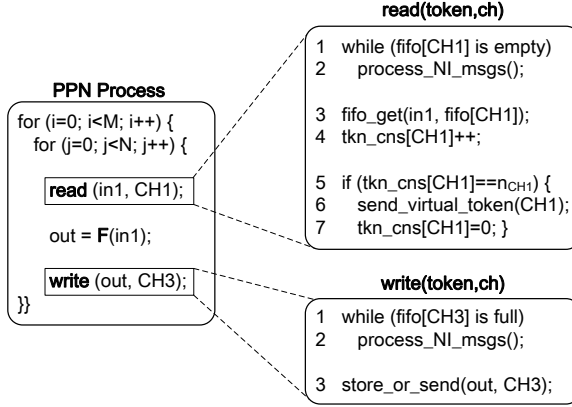 PPN Process
for (i=0; i<M; i++) {
for (j=0; j<N; j++) {
read (in1, CH1);
out = F(in1);
write (out, CH3);
}}
read(token,ch)
1 while (fifo[CH1] is empty)
2 process_NI_msgs();
3 fifo_get(in1, fifo[CH1]);
4 tkn_cns[CH1]++;
5 if (tkn_cns[CH1]==nCH1) {
6 send_virtual_token(CH1);
7 tkn_cns[CH1]=0; }
write(token,ch)
1 while (fifo[CH3] is full)
2 process_NI_msgs();
3 store_or_send(out, CH3);